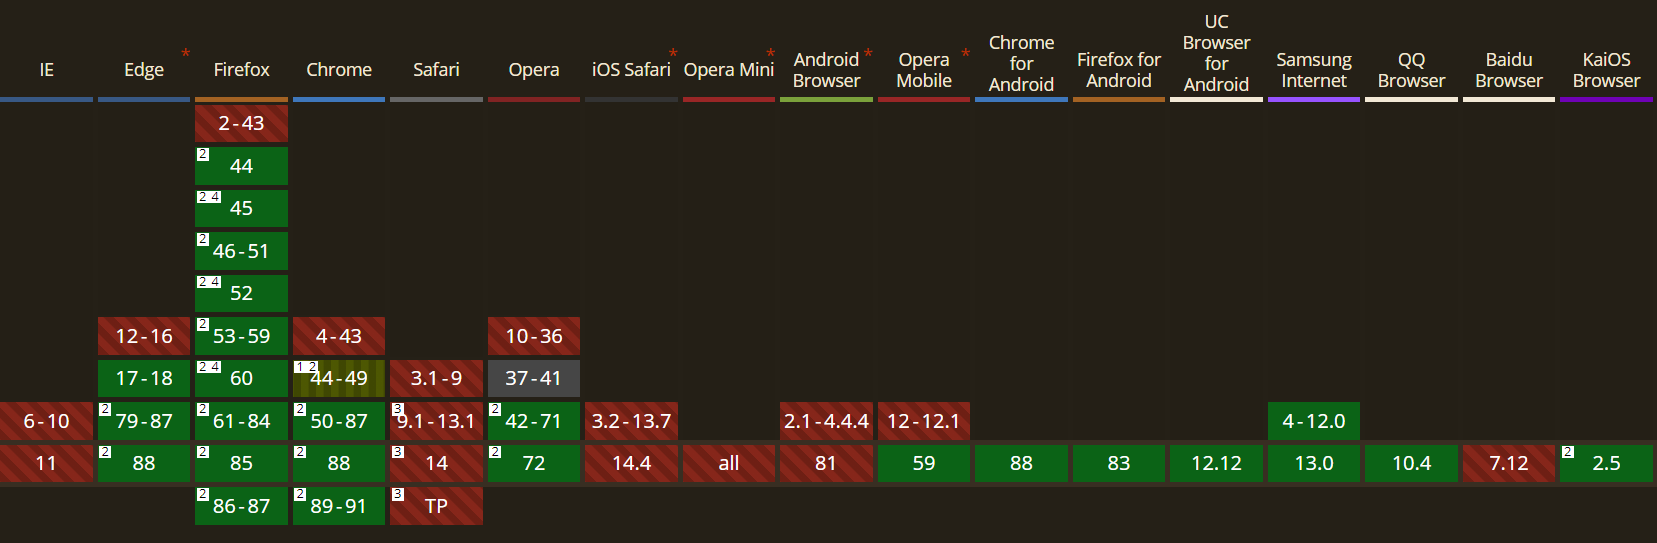 IE
Edge *
Firefox
Chrome
Safari
Opera
iOS Safari *
Opera Mini *
Android *
Browser
Opera *
Mobile
Chrome
for
Android
Firefox for
Android
UC
Browser
for
Android
Samsung
Internet
QQ
Browser
Baidu
Browser
KaiOS
Browser
2-43
2
44
2 4
45
2
46-51
2 4
52
12-16
2
53-59
4-43
10-36
17-18
2 4
60
1 2
44-49
3.1-9
37-41
6-10
2
79-87
2
61-84
2
50-87
3
9.1-13.1
2
42-71
3.2-13.7
2.1-4.4.4
12-12.1
4-12.0
11
2
88
2
85
2
88
3
14
2
72
14.4
all
81
59
88
83
12.12
13.0
10.4
7.12
2
2.5
2
86-87
2
89-91
3
TP